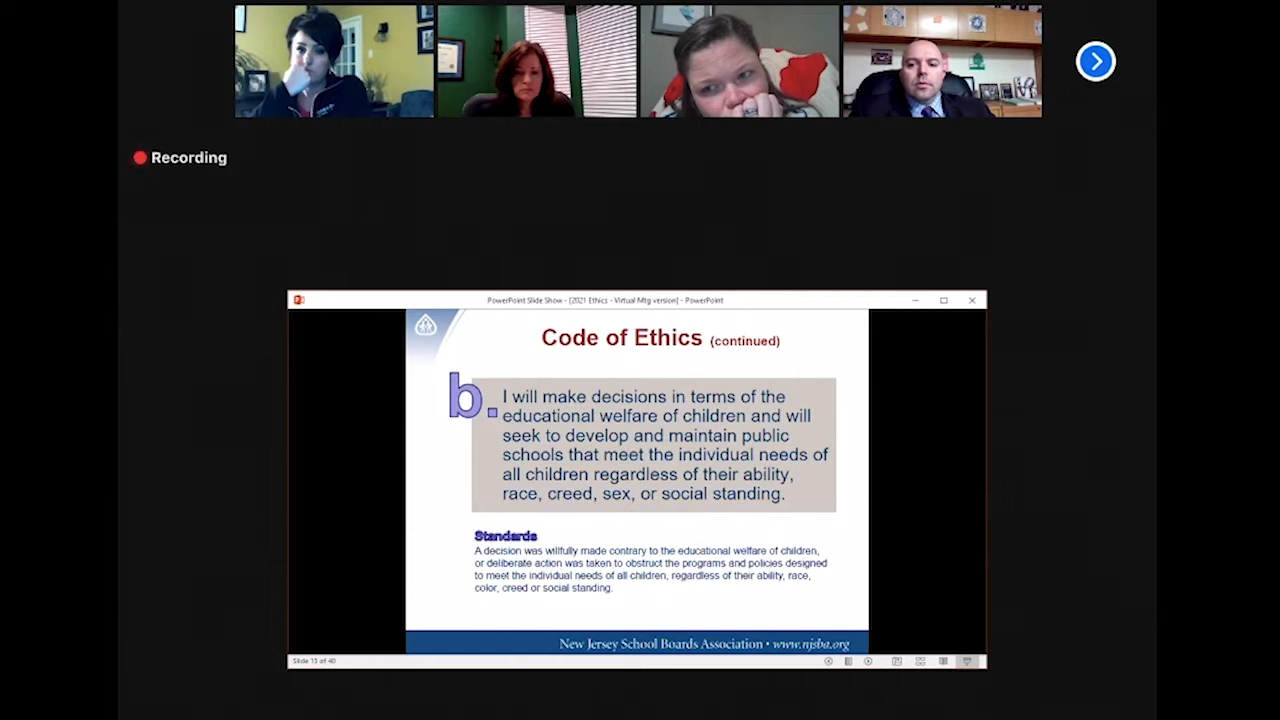 Recording
PowerPoint Slide Show - [2021 Ethics - Virtual Mtg version] - PowerPoint
Code of Ethics (continued)
b.
I will make decisions in terms of the
educational welfare of children and will
seek to develop and maintain public
schools that meet the individual needs of
all children regardless of their ability,
race, creed, sex, or social standing.
Standards
A decision was willfully made contrary to the educational welfare of children,
or deliberate action was taken to obstruct the programs and policies designed
to meet the individual needs of all children, regardless of their ability, race,
color, creed or social standing.
New Jersey School Boards Association • www.njsba.org
Slide 13 of 40